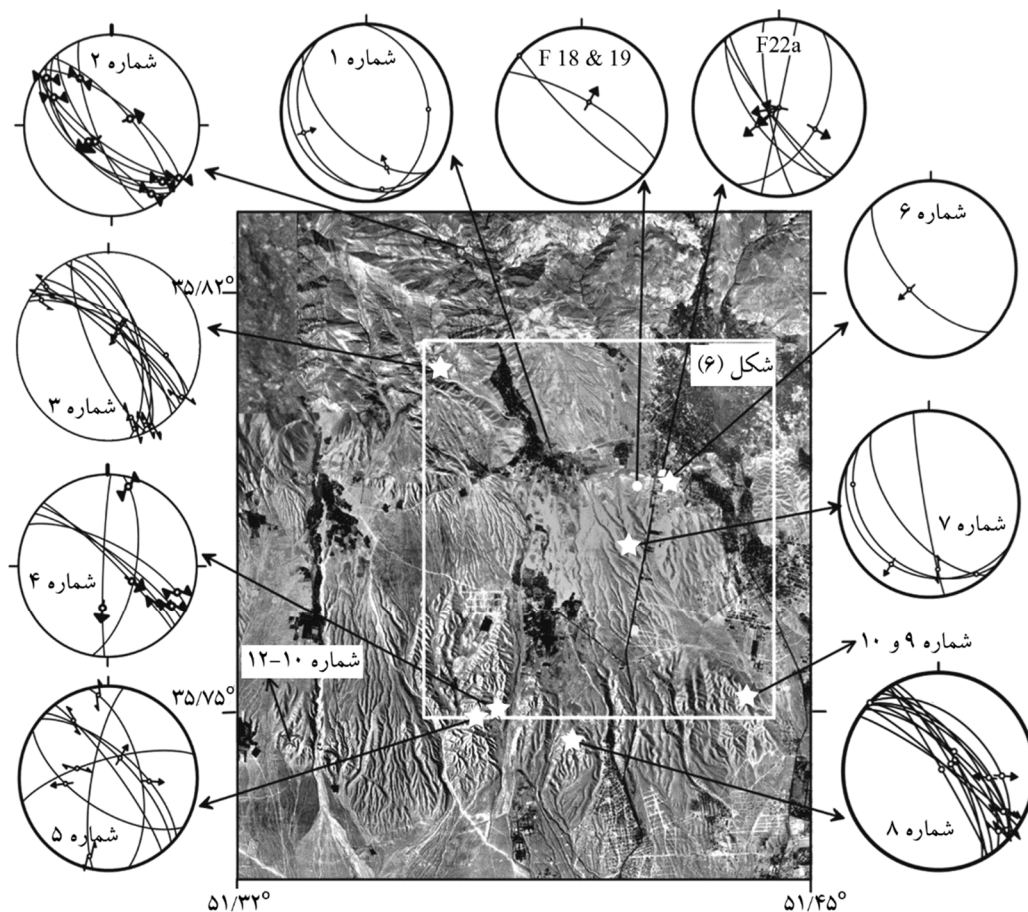 شماره ۲
شماره ۱
F 18 & 19
F22a
شماره ۶
۳۵/۸۲°
شکل (۶)
شماره ۳
شماره ۷
شماره ۴
شماره ۹ و ۱۰
شماره ۱۰-۱۲
۳۵/۷۵°
شماره ۵
شماره ۸
۵۱/۳۲°
۵۱/۴۵°